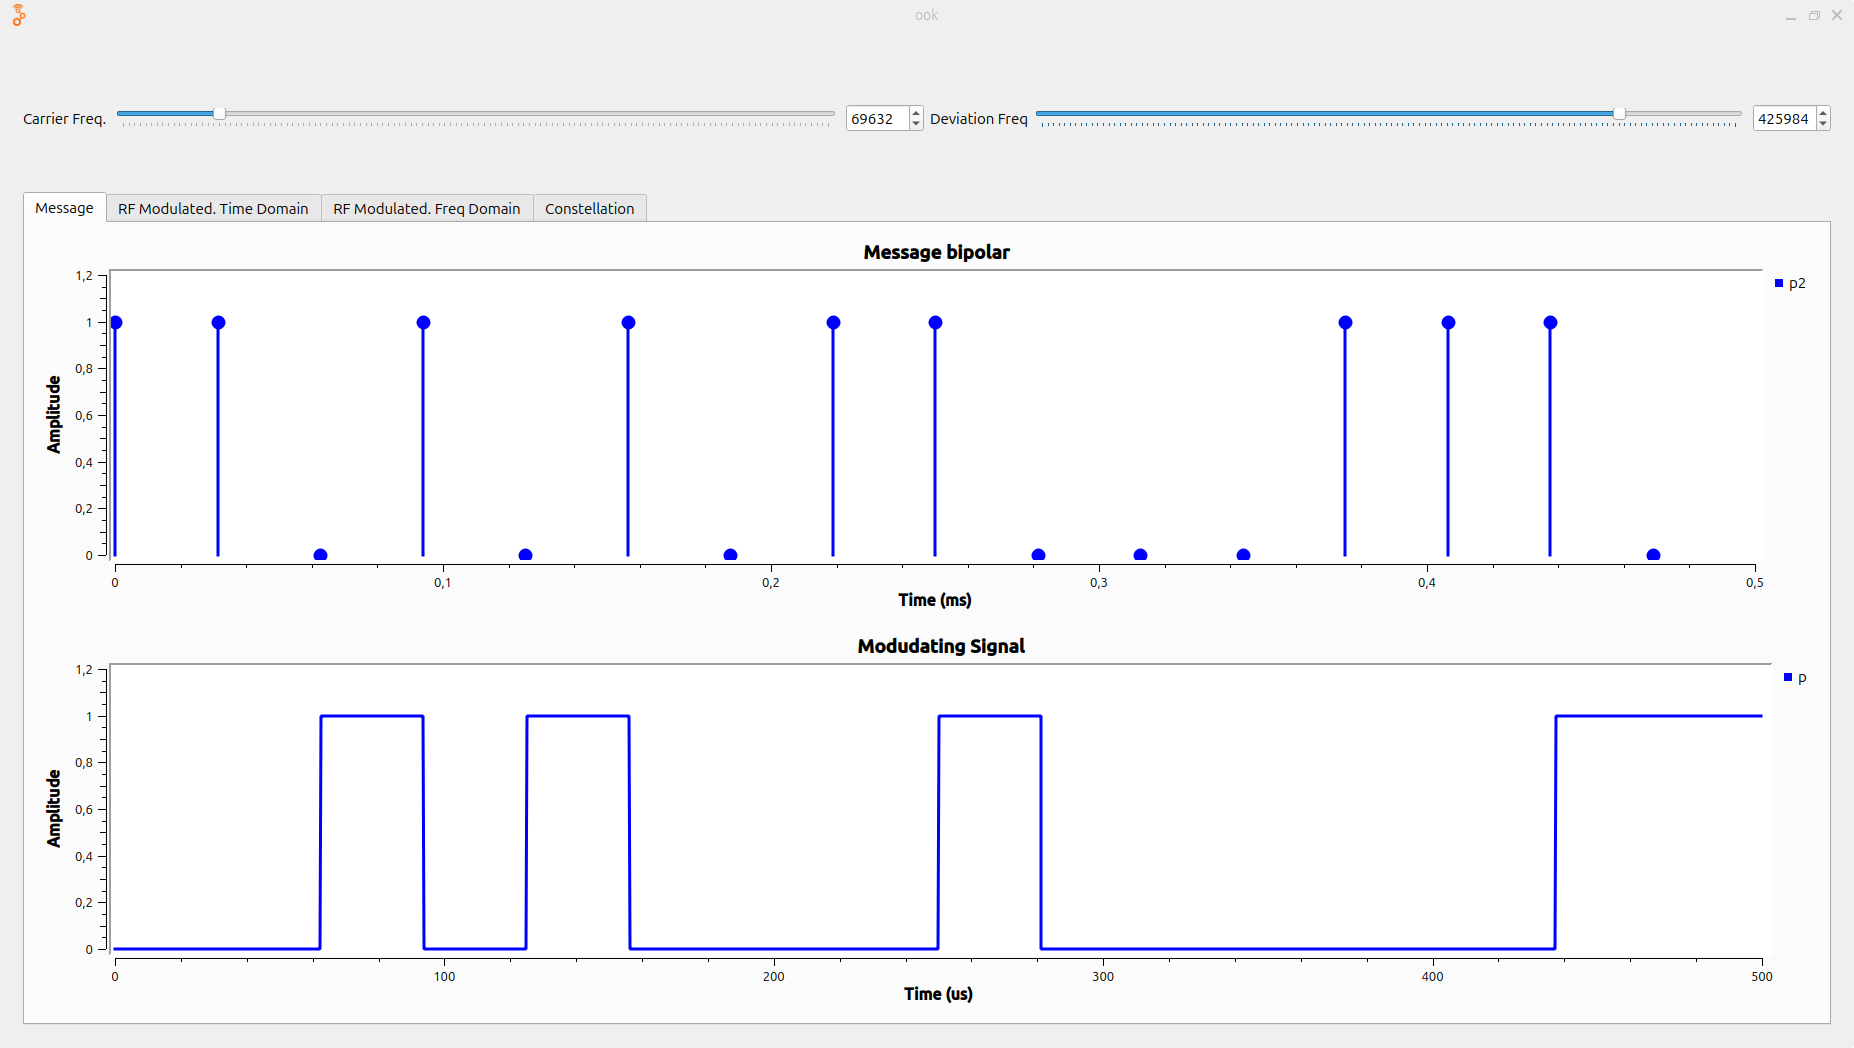 ook
Carrier Freq.
69632
Deviation Freq
425984
Message
RF Modulated. Time Domain
RF Modulated. Freq Domain
Constellation
Message bipolar
1,2
1
0,8
0,6
0,4
0,2
0
Amplitude
p2
0
0,1
0,2
0,3
0,4
0,5
Time (ms)
Modudating Signal
1,2
1
0,8
0,6
0,4
0,2
0
Amplitude
p
0
100
200
300
400
500
Time (us)